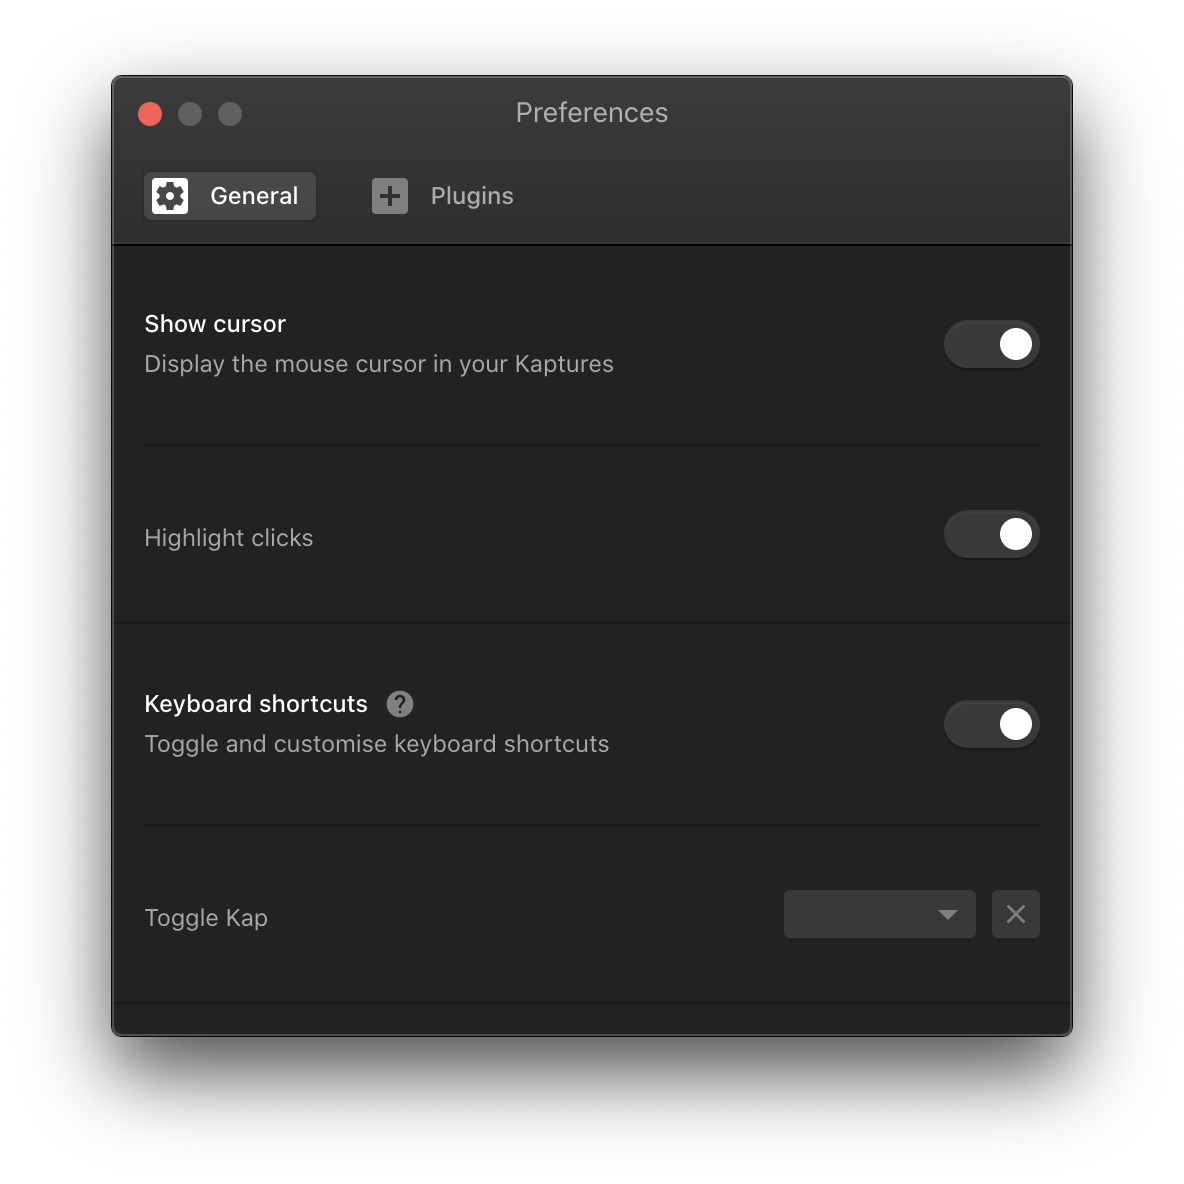 Preferences
General
Plugins
Show cursor
Display the mouse cursor in your Kaptures
Highlight clicks
Keyboard shortcuts ?
Toggle and customise keyboard shortcuts
Toggle Kap